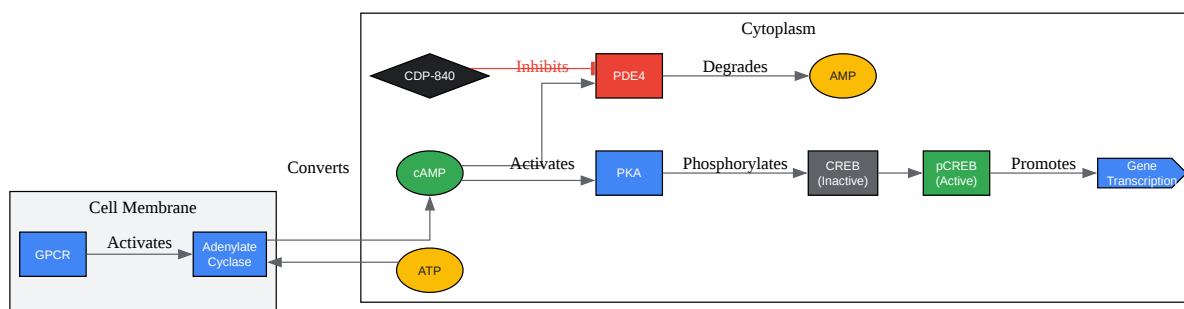 Cytoplasm
CDP-840
Inhibits
PDE4
Degrades
AMP
Converts
cAMP
Activates
PKA
Phosphorylates
CREB
(Inactive)
pCREB
(Active)
Promotes
Gene
Transcription
Cell Membrane
GPCR
Activates
Adenylate
Cyclase
ATP